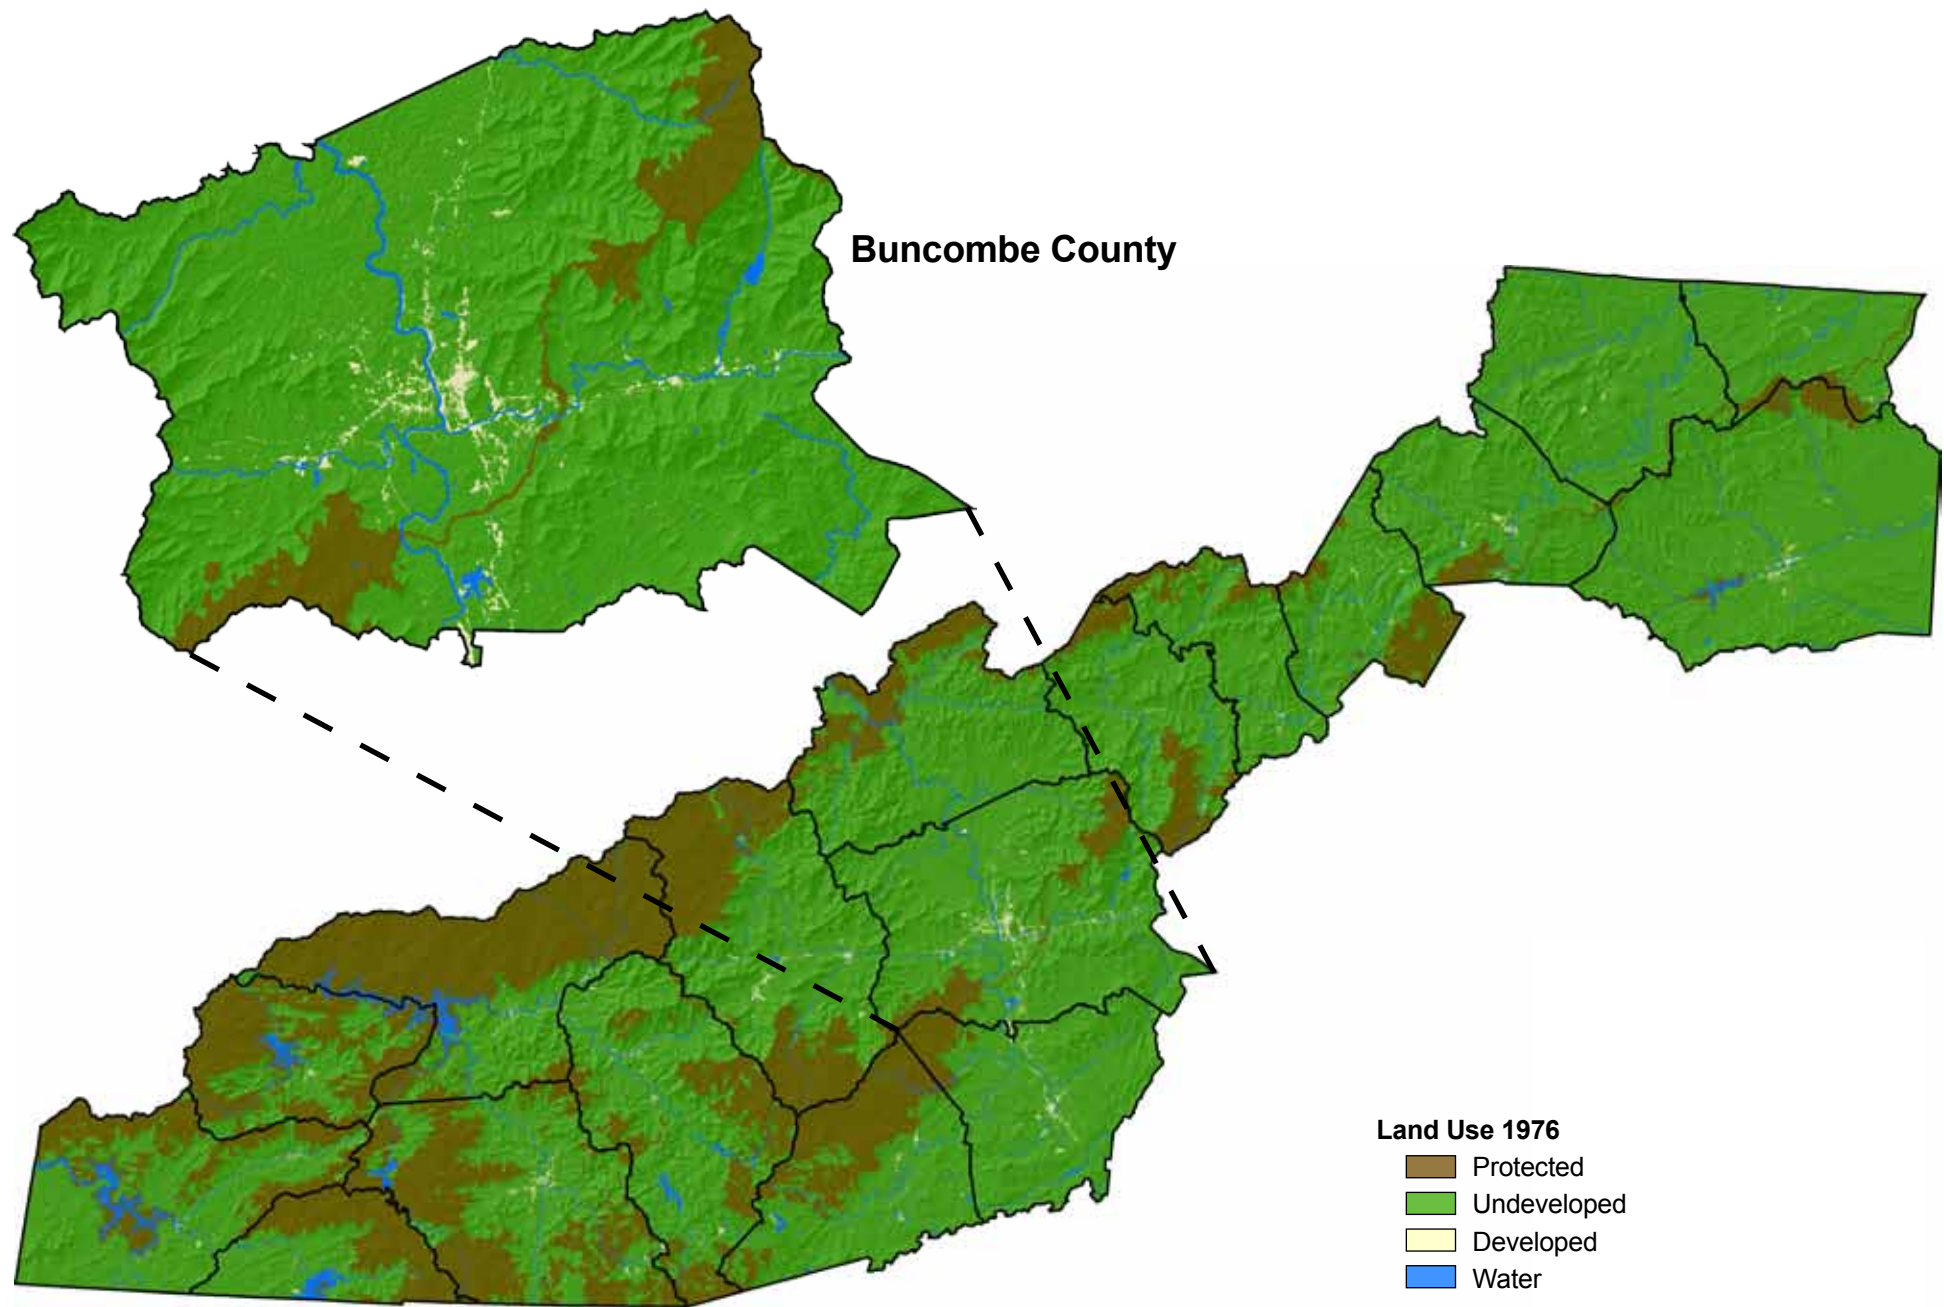 Buncombe County
Land Use 1976
Protected
Undeveloped
Developed
Water